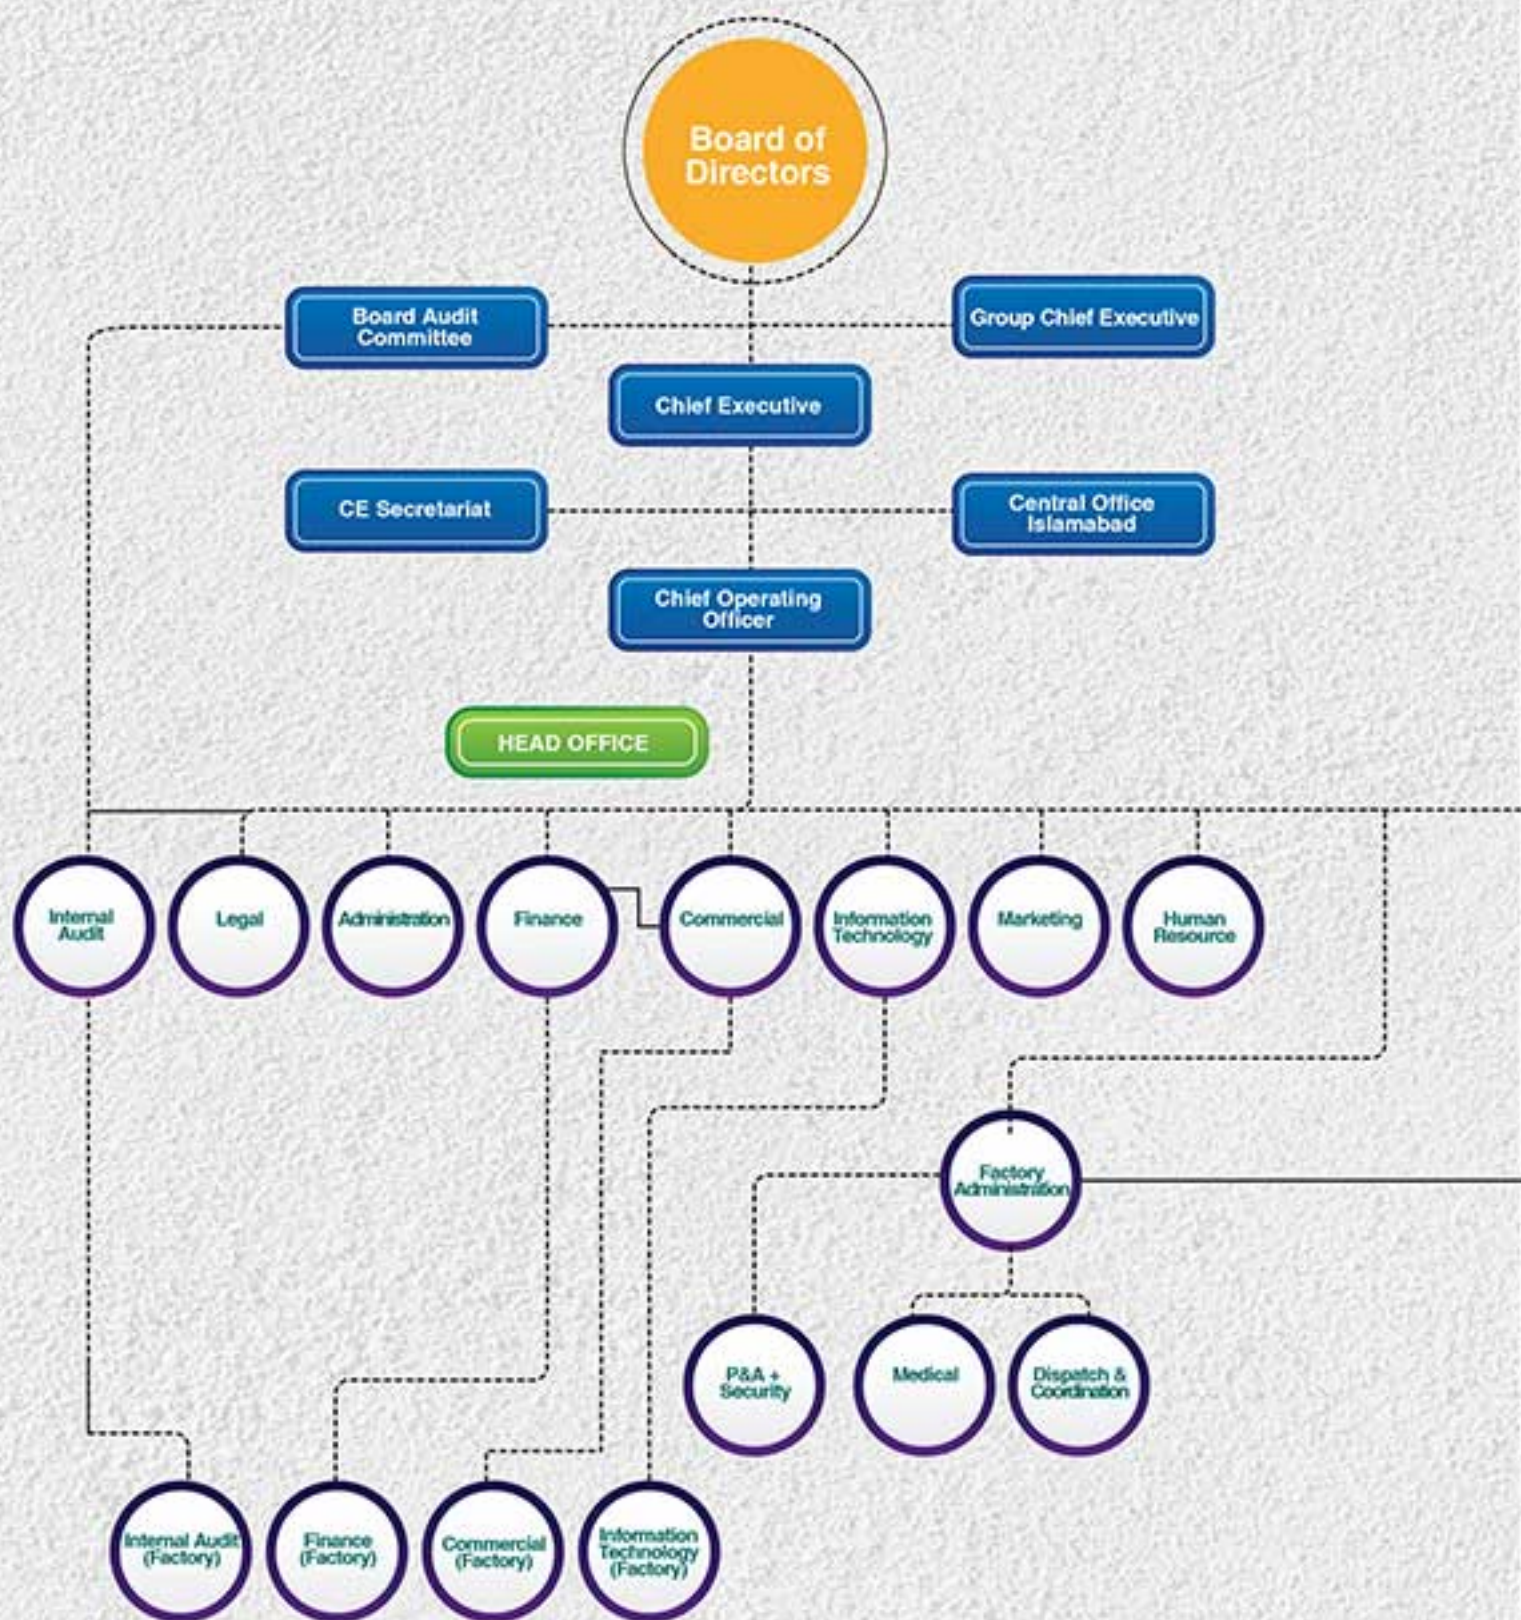 Board of
Directors
Board Audit
Committee
Group Chief Executive
Chief Executive
CE Secretariat
Central Office
Islamabad
Chief Operating
Officer
HEAD OFFICE
Internal
Audit
Legal
Administration
Finance
Commercial
Information
Technology
Marketing
Human
Resource
Factory
Administration
P&A +
Security
Medical
Dispatch &
Coordination
Internal Audit
(Factory)
Finance
(Factory)
Commercial
(Factory)
Information
Technology
(Factory)